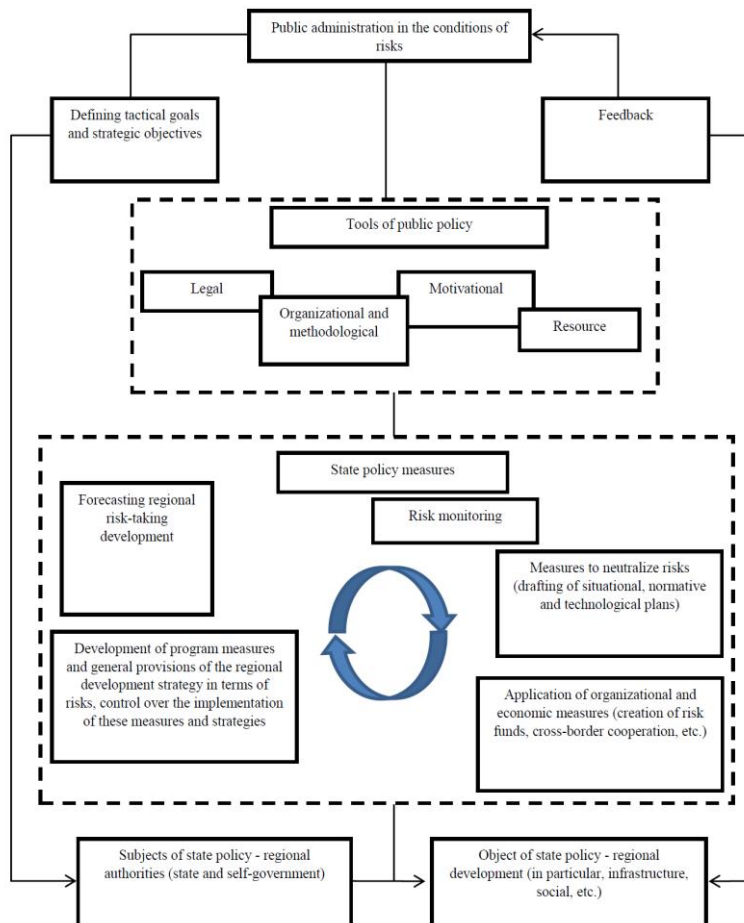 Public administration in the conditions of
risks
Defining tactical goals
and strategic objectives
Feedback
Tools of public policy
Legal
Motivational
Organizational and
methodological
Resource
State policy measures
Forecasting regional
risk-taking
development
Risk monitoring
Measures to neutralize risks
(drafting of situational, normative
and technological plans)
Development of program measures
and general provisions of the regional
development strategy in terms of
risks, control over the implementation
of these measures and strategies
Application of organizational and
economic measures (creation of risk
funds, cross-border cooperation, etc.)
Subjects of state policy - regional
authorities (state and self-government)
Object of state policy - regional
development (in particular, infrastructure,
social, etc.)